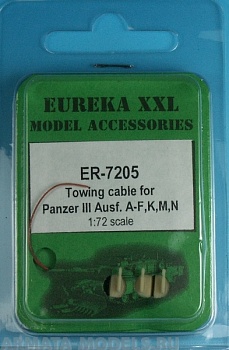 EUREKA XXL
MODEL ACCESSORIES
ER-7205
Towing cable for
Panzer III Ausf. A-F,K,M,N
1:72 scale